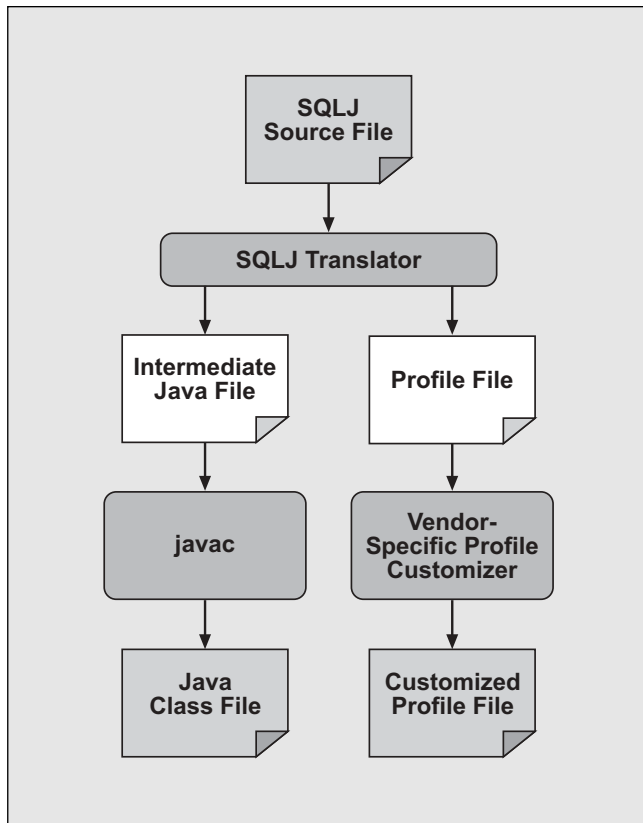 SQLJ
Source File
SQLJ Translator
Intermediate
Java File
Profile File
javac
Vendor-
Specific Profile
Customizer
Java
Class File
Customized
Profile File